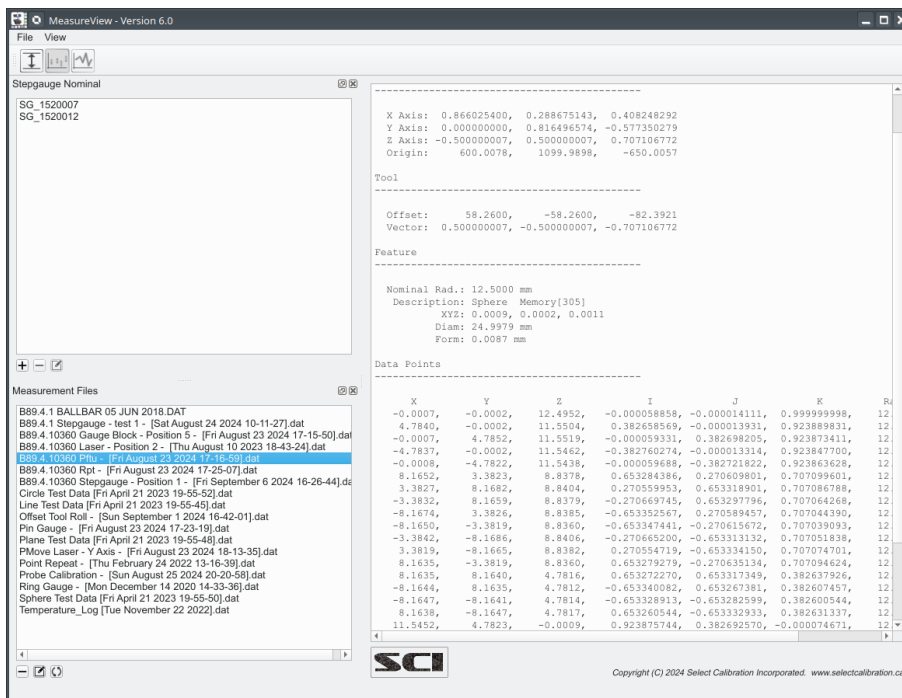 MeasureView - Version 6.0
File View
Stepgauge Nominal
SG_1520007
SG_1520012
Measurement Files
B89.4.1 BALLBAR 05 JUN 2018.DAT
B89.4.1 Stepgauge - test 1 - [Sat August 24 2024 10-11-27].dat
B89.4.10360 Gauge Block - Position 5 - [Fri August 23 2024 17-15-50].dat
B89.4.10360 Laser - Position 2 - [Thu August 10 2023 18-43-24].dat
B89.4.10360 Pftu - [Fri August 23 2024 17-16-59].dat
B89.4.10360 Rpt - [Fri August 23 2024 17-25-07].dat
B89.4.10360 Stepgauge - Position 1 - [Fri September 6 2024 16-26-44].da
Circle Test Data [Fri April 21 2023 19-55-52].dat
Line Test Data [Fri April 21 2023 19-55-45].dat
Offset Tool Roll - [Sun September 1 2024 16-42-01].dat
Pin Gauge - [Fri August 23 2024 17-23-19].dat
Plane Test Data [Fri April 21 2023 19-55-48].dat
PMove Laser - Y Axis - [Fri August 23 2024 18-13-35].dat
Point Repeat - [Thu February 24 2022 13-16-39].dat
Probe Calibration - [Sun August 25 2024 20-20-58].dat
Ring Gauge - [Mon December 14 2020 14-33-36].dat
Sphere Test Data [Fri April 21 2023 19-55-50].dat
Temperature_Log [Tue November 22 2022].dat
----------------------------------------------
X Axis: 0.866025400, 0.288675143, 0.408248292
Y Axis: 0.000000000, 0.816496574, -0.577350279
Z Axis: -0.500000007, 0.500000007, 0.707106772
Origin: 600.0078, 1099.9898, -650.0057
Tool
----------------------------------------------
Offset: 58.2600, -58.2600, -82.3921
Vector: 0.500000007, -0.500000007, -0.707106772
Feature
----------------------------------------------
Nominal Rad.: 12.5000 mm
Description: Sphere Memory[305]
XYZ: 0.0009, 0.0002, 0.0011
Diam: 24.9979 mm
Form: 0.0087 mm
Data Points
----------------------------------------------
X Y Z I J K Ra
-0.0007, -0.0002, 12.4952, -0.000058858, -0.000014111, 0.999999998, 12.
4.7840, -0.0002, 11.5504, 0.382658569, -0.000013931, 0.923889831, 12.
-0.0007, 4.7852, 11.5519, -0.000059331, 0.382698205, 0.923873411, 12.
-4.7837, -0.0002, 11.5462, -0.382760274, -0.000013314, 0.923847700, 12.
-0.0008, -4.7822, 11.5438, -0.000059688, -0.382721822, 0.923863628, 12.
8.1652, 3.3823, 8.8378, 0.653284386, 0.270609801, 0.707099601, 12.
3.3827, 8.1682, 8.8404, 0.270559953, 0.653318901, 0.707086788, 12.
-3.3832, 8.1659, 8.8379, -0.270669745, 0.653297796, 0.707064268, 12.
-8.1674, 3.3826, 8.8385, -0.653352567, 0.270589457, 0.707044390, 12.
-8.1650, -3.3819, 8.8360, -0.653347441, -0.270615672, 0.707039093, 12.
-3.3842, -8.1686, 8.8406, -0.270665200, -0.653313132, 0.707051838, 12.
3.3819, -8.1665, 8.8382, 0.270554719, -0.653334150, 0.707074701, 12.
8.1635, -3.3819, 8.8360, 0.653279279, -0.270635134, 0.707094624, 12.
8.1635, 8.1640, 4.7816, 0.653272270, 0.653317349, 0.382637926, 12.
-8.1644, 8.1635, 4.7812, -0.653340082, 0.653267381, 0.382607457, 12.
-8.1647, -8.1641, 4.7814, -0.653328913, -0.653282599, 0.382600544, 12.
8.1638, -8.1647, 4.7817, 0.653260544, -0.653332933, 0.382631337, 12.
11.5452, 4.7823, -0.0009, 0.923875744, 0.382692570, -0.000074671, 12.
SCI
Copyright (C) 2024 Select Calibration Incorporated. www.selectcalibration.ca